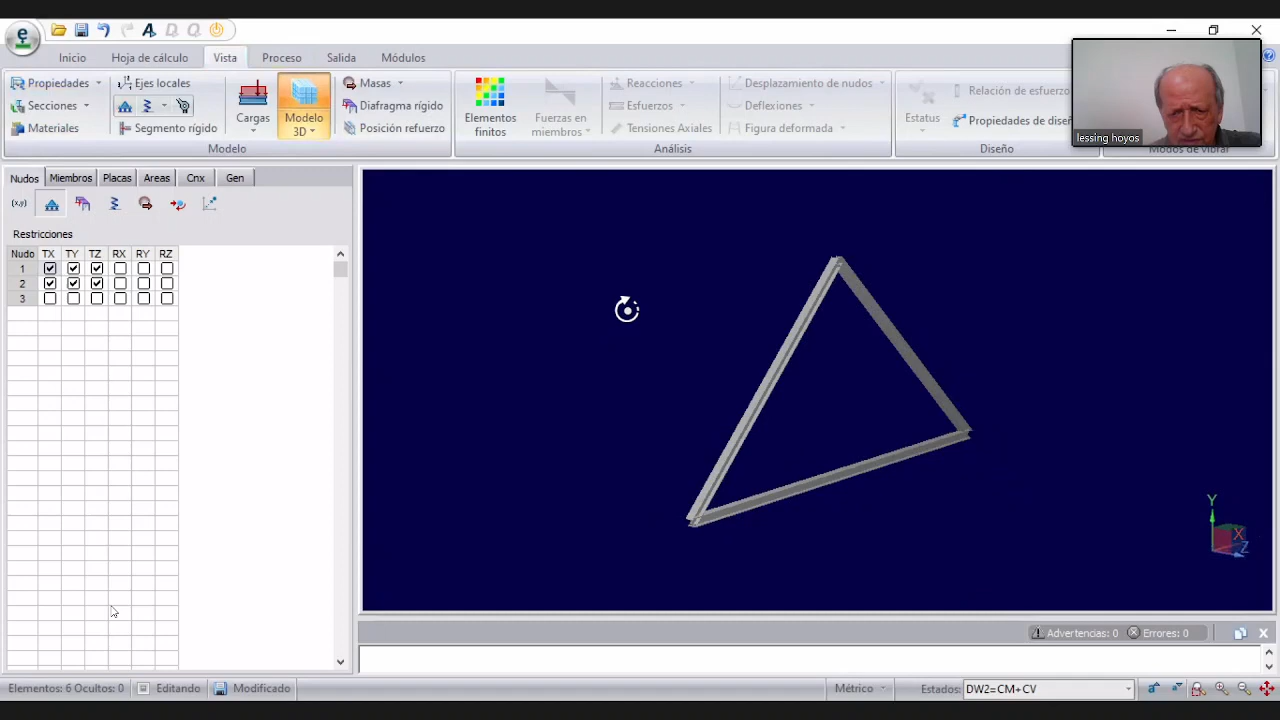 Inicio Hoja de cálculo Vista Proceso Salida Módulos
Propiedades Ejes locales Masas Reacciones Desplazamiento de nudos Relación de esfuerzo
Secciones Diafragma rígido Esfuerzos Deflexiones Propiedades de diseñ
Materiales Segmento rígido Cargas Modelo 3D Posición refuerzo Elementos finitos Fuerzas en miembros Tensiones Axiales Figura deformada Estatus
lessing hoyos
Modelo Análisis Diseño Modos de vibrar
Nudos Miembros Placas Areas Cnx Gen
(x,y)
Restricciones
Nudo TX TY TZ RX RY RZ
1
2
3
Y
X
Z
Advertencias: 0 Errores: 0
Elementos: 6 Ocultos: 0 Editando Modificado Métrico Estados: DW2=CM+CV